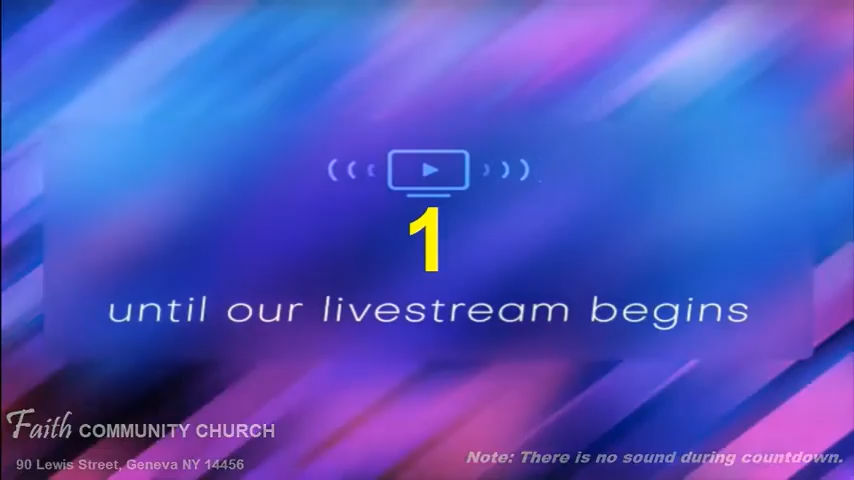 1
until our livestream begins
Faith COMMUNITY CHURCH
90 Lewis Street, Geneva NY 14456
Note: There is no sound during countdown.